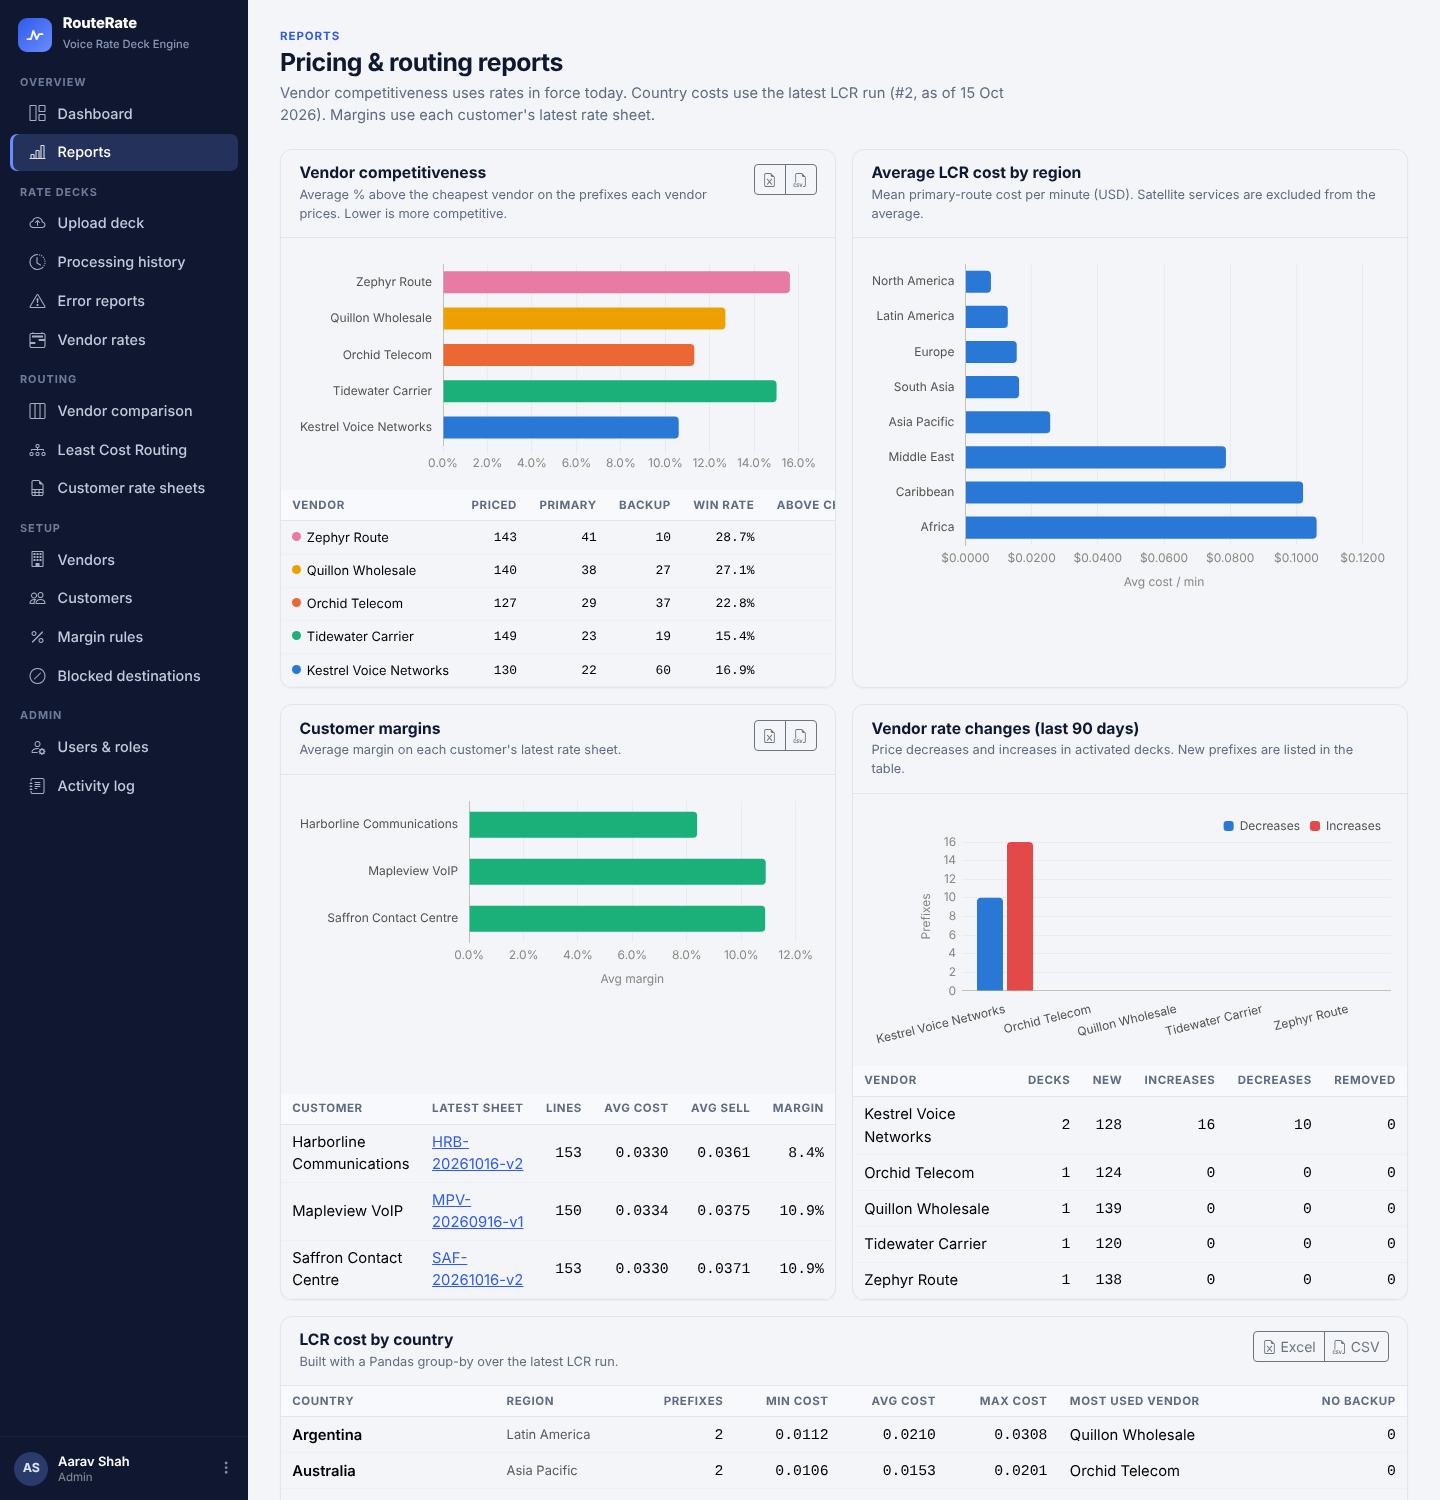 RouteRate
Voice Rate Deck Engine
OVERVIEW
Dashboard
Reports
RATE DECKS
Upload deck
Processing history
Error reports
Vendor rates
ROUTING
Vendor comparison
Least Cost Routing
Customer rate sheets
SETUP
Vendors
Customers
Margin rules
Blocked destinations
ADMIN
Users & roles
Activity log
AS
Aarav Shah
Admin
REPORTS
Pricing & routing reports
Vendor competitiveness uses rates in force today. Country costs use the latest LCR run (#2, as of 15 Oct
2026). Margins use each customer's latest rate sheet.
Vendor competitiveness
Average % above the cheapest vendor on the prefixes each vendor
prices. Lower is more competitive.
Zephyr Route
Quillon Wholesale
Orchid Telecom
Tidewater Carrier
Kestrel Voice Networks
0.0% 2.0% 4.0% 6.0% 8.0% 10.0% 12.0% 14.0% 16.0%
VENDOR PRICED PRIMARY BACKUP WIN RATE ABOVE
Zephyr Route 143 41 10 28.7%
Quillon Wholesale 140 38 27 27.1%
Orchid Telecom 127 29 37 22.8%
Tidewater Carrier 149 23 19 15.4%
Kestrel Voice Networks 130 22 60 16.9%
Average LCR cost by region
Mean primary-route cost per minute (USD). Satellite services are excluded from the
average.
North America
Latin America
Europe
South Asia
Asia Pacific
Middle East
Caribbean
Africa
$0.0000 $0.0200 $0.0400 $0.0600 $0.0800 $0.1000 $0.1200
Avg cost / min
Customer margins
Average margin on each customer's latest rate sheet.
Harborline Communications
Mapleview VoIP
Saffron Contact Centre
0.0% 2.0% 4.0% 6.0% 8.0% 10.0% 12.0%
Avg margin
CUSTOMER LATEST SHEET LINES AVG COST AVG SELL MARGIN
Harborline
Communications
HRB-
20261016-v2
153 0.0330 0.0361 8.4%
Mapleview VoIP
MPV-
20260916-v1
150 0.0334 0.0375 10.9%
Saffron Contact
Centre
SAF-
20261016-v2
153 0.0330 0.0371 10.9%
Vendor rate changes (last 90 days)
Price decreases and increases in activated decks. New prefixes are listed in the
table.
Decreases Increases
Prefixes
16
14
12
10
8
6
4
2
0
Kestrel Voice Networks
Orchid Telecom
Quillon Wholesale
Tidewater Carrier
Zephyr Route
VENDOR DECKS NEW INCREASES DECREASES REMOVED
Kestrel Voice
Networks
2 128 16 10 0
Orchid Telecom 1 124 0 0 0
Quillon Wholesale 1 139 0 0 0
Tidewater Carrier 1 120 0 0 0
Zephyr Route 1 138 0 0 0
LCR cost by country
Built with a Pandas group-by over the latest LCR run.
Excel CSV
COUNTRY REGION PREFIXES MIN COST AVG COST MAX COST MOST USED VENDOR NO BACKUP
Argentina Latin America 2 0.0112 0.0210 0.0308 Quillon Wholesale 0
Australia Asia Pacific 2 0.0106 0.0153 0.0201 Orchid Telecom 0